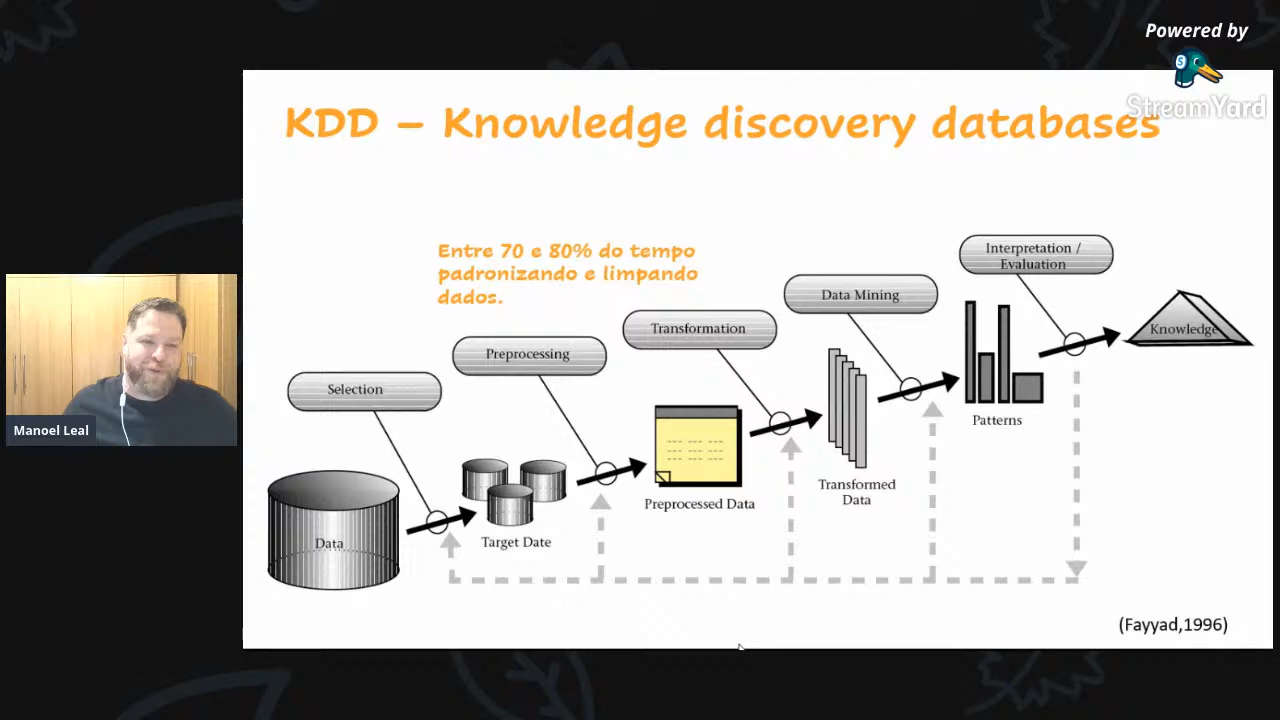 Powered by
StreamYard
KDD – Knowledge discovery databases
Entre 70 e 80% do tempo
padronizando e limpando
dados.
Interpretation /
Evaluation
Data Mining
Transformation
Preprocessing
Selection
Knowledge
Patterns
Transformed
Data
Preprocessed Data
Target Date
Data
Manoel Leal
(Fayyad,1996)